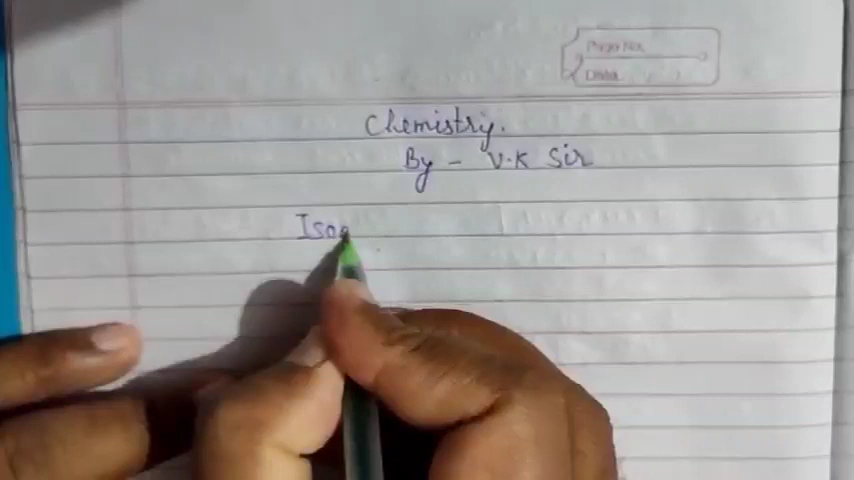 Page No.
Date
Chemistry.
By - V.K Sir
Iso